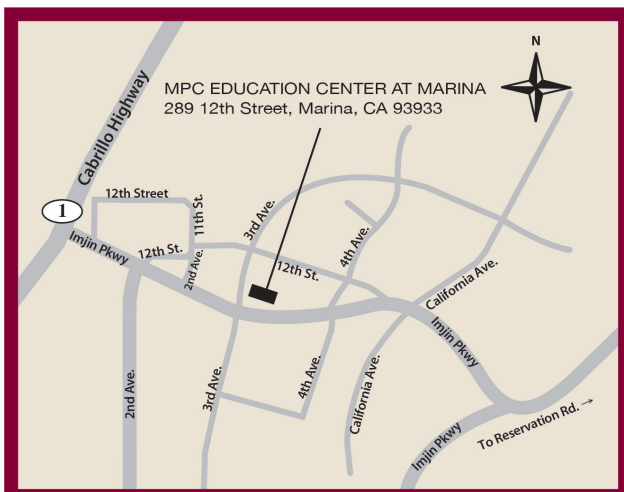 N
MPC EDUCATION CENTER AT MARINA
289 12th Street, Marina, CA 93933
Cabrillo Highway
1
12th Street
11th St.
3rd Ave.
Imjin Pkwy
12th St.
2nd Ave.
12th St.
4th Ave.
California Ave.
Imjin Pkwy
2nd Ave.
3rd Ave.
4th Ave.
California Ave.
Imjin Pkwy
To Reservation Rd. →